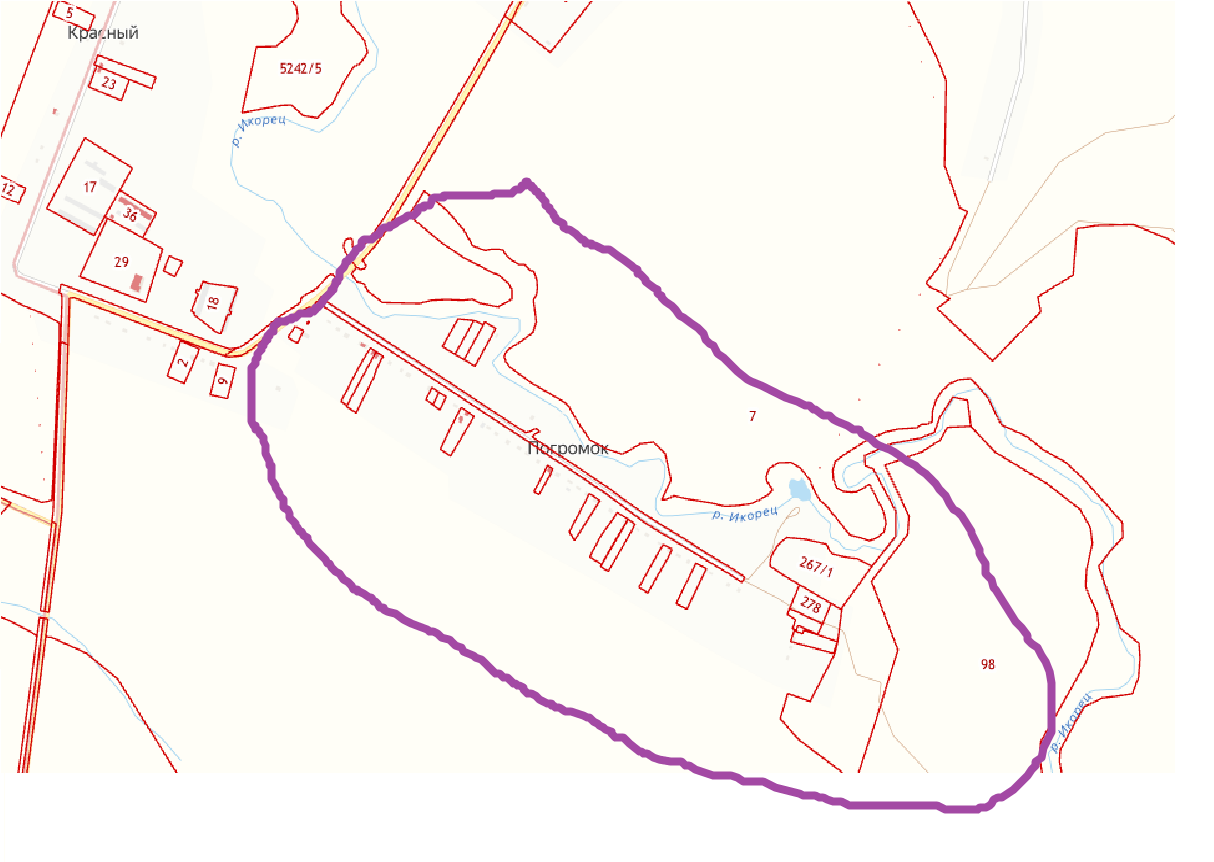 5
Красный
5242/5
23
р. Икорец
17
12
36
29
18
2
9
7
Погромок
р. Икорец
267/1
278
98
р. Икорец